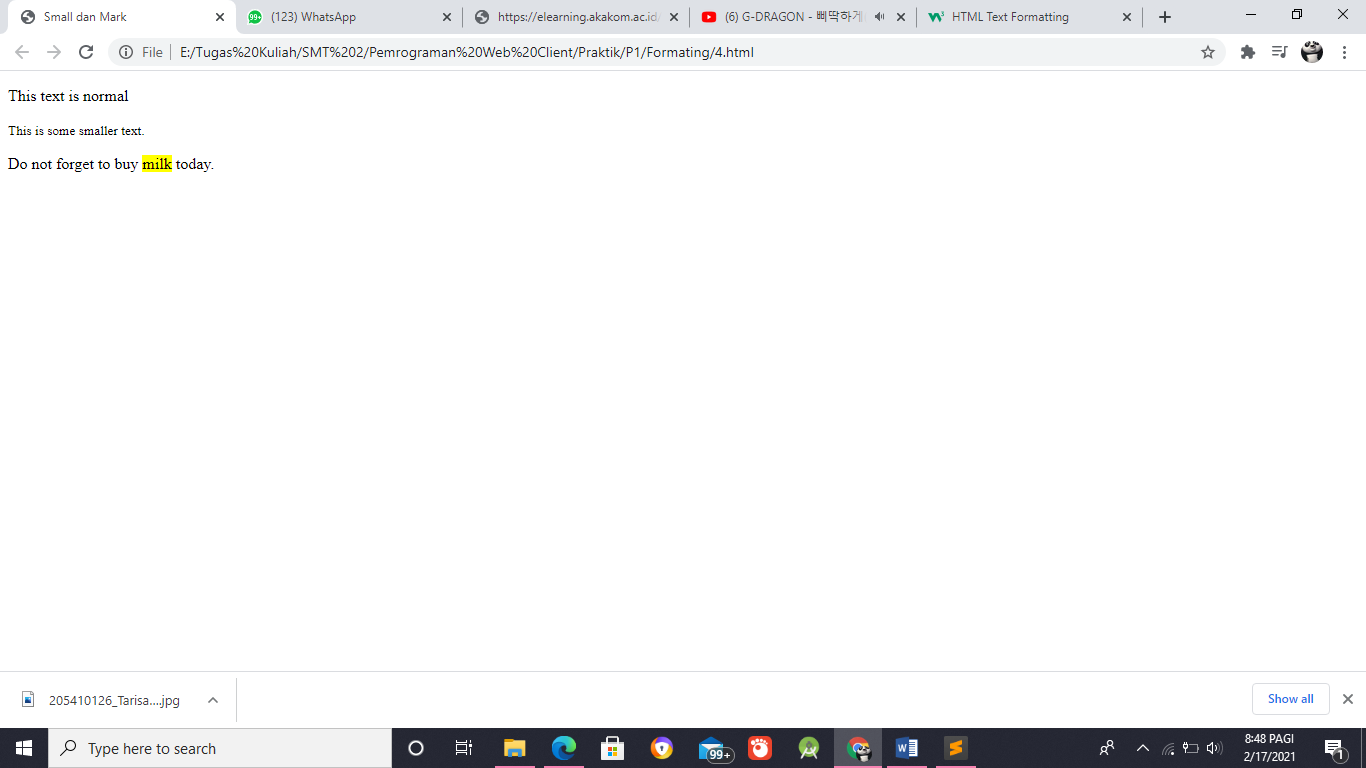 Small dan Mark
(123) WhatsApp
https://elearning.akakom.ac.id/
(6) G-DRAGON - 삐딱하게
HTML Text Formatting
File
E:/Tugas%20Kuliah/SMT%202/Pemrograman%20Web%20Client/Praktik/P1/Formating/4.html
This text is normal
This is some smaller text.
Do not forget to buy milk today.
205410126_Tarisa....jpg
Show all
Type here to search
99+
8:48 PAGI
2/17/2021
1